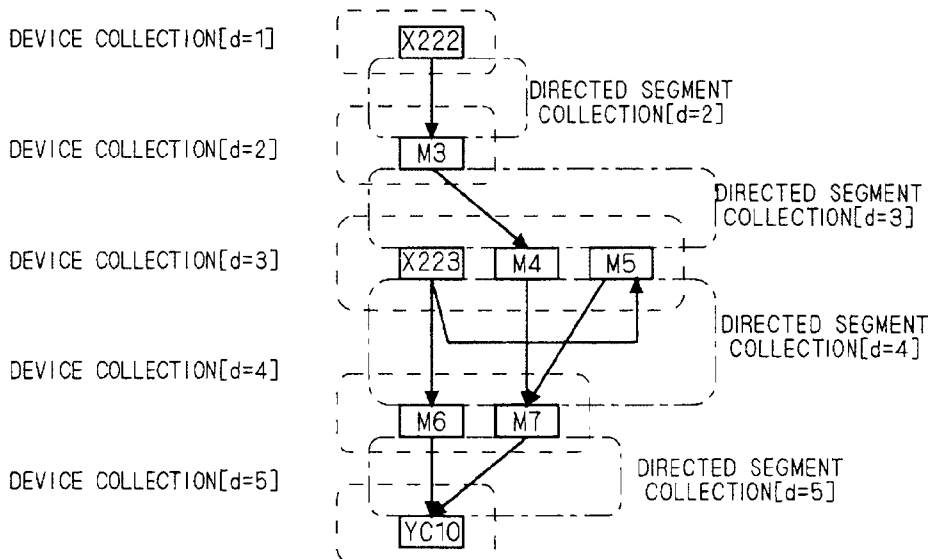 DEVICE COLLECTION[d=1]
X222
DIRECTED SEGMENT
COLLECTION[d=2]
DEVICE COLLECTION[d=2]
M3
DIRECTED SEGMENT
COLLECTION[d=3]
DEVICE COLLECTION[d=3]
X223
M4
M5
DIRECTED SEGMENT
COLLECTION[d=4]
DEVICE COLLECTION[d=4]
M6
M7
DIRECTED SEGMENT
COLLECTION[d=5]
DEVICE COLLECTION[d=5]
YC10